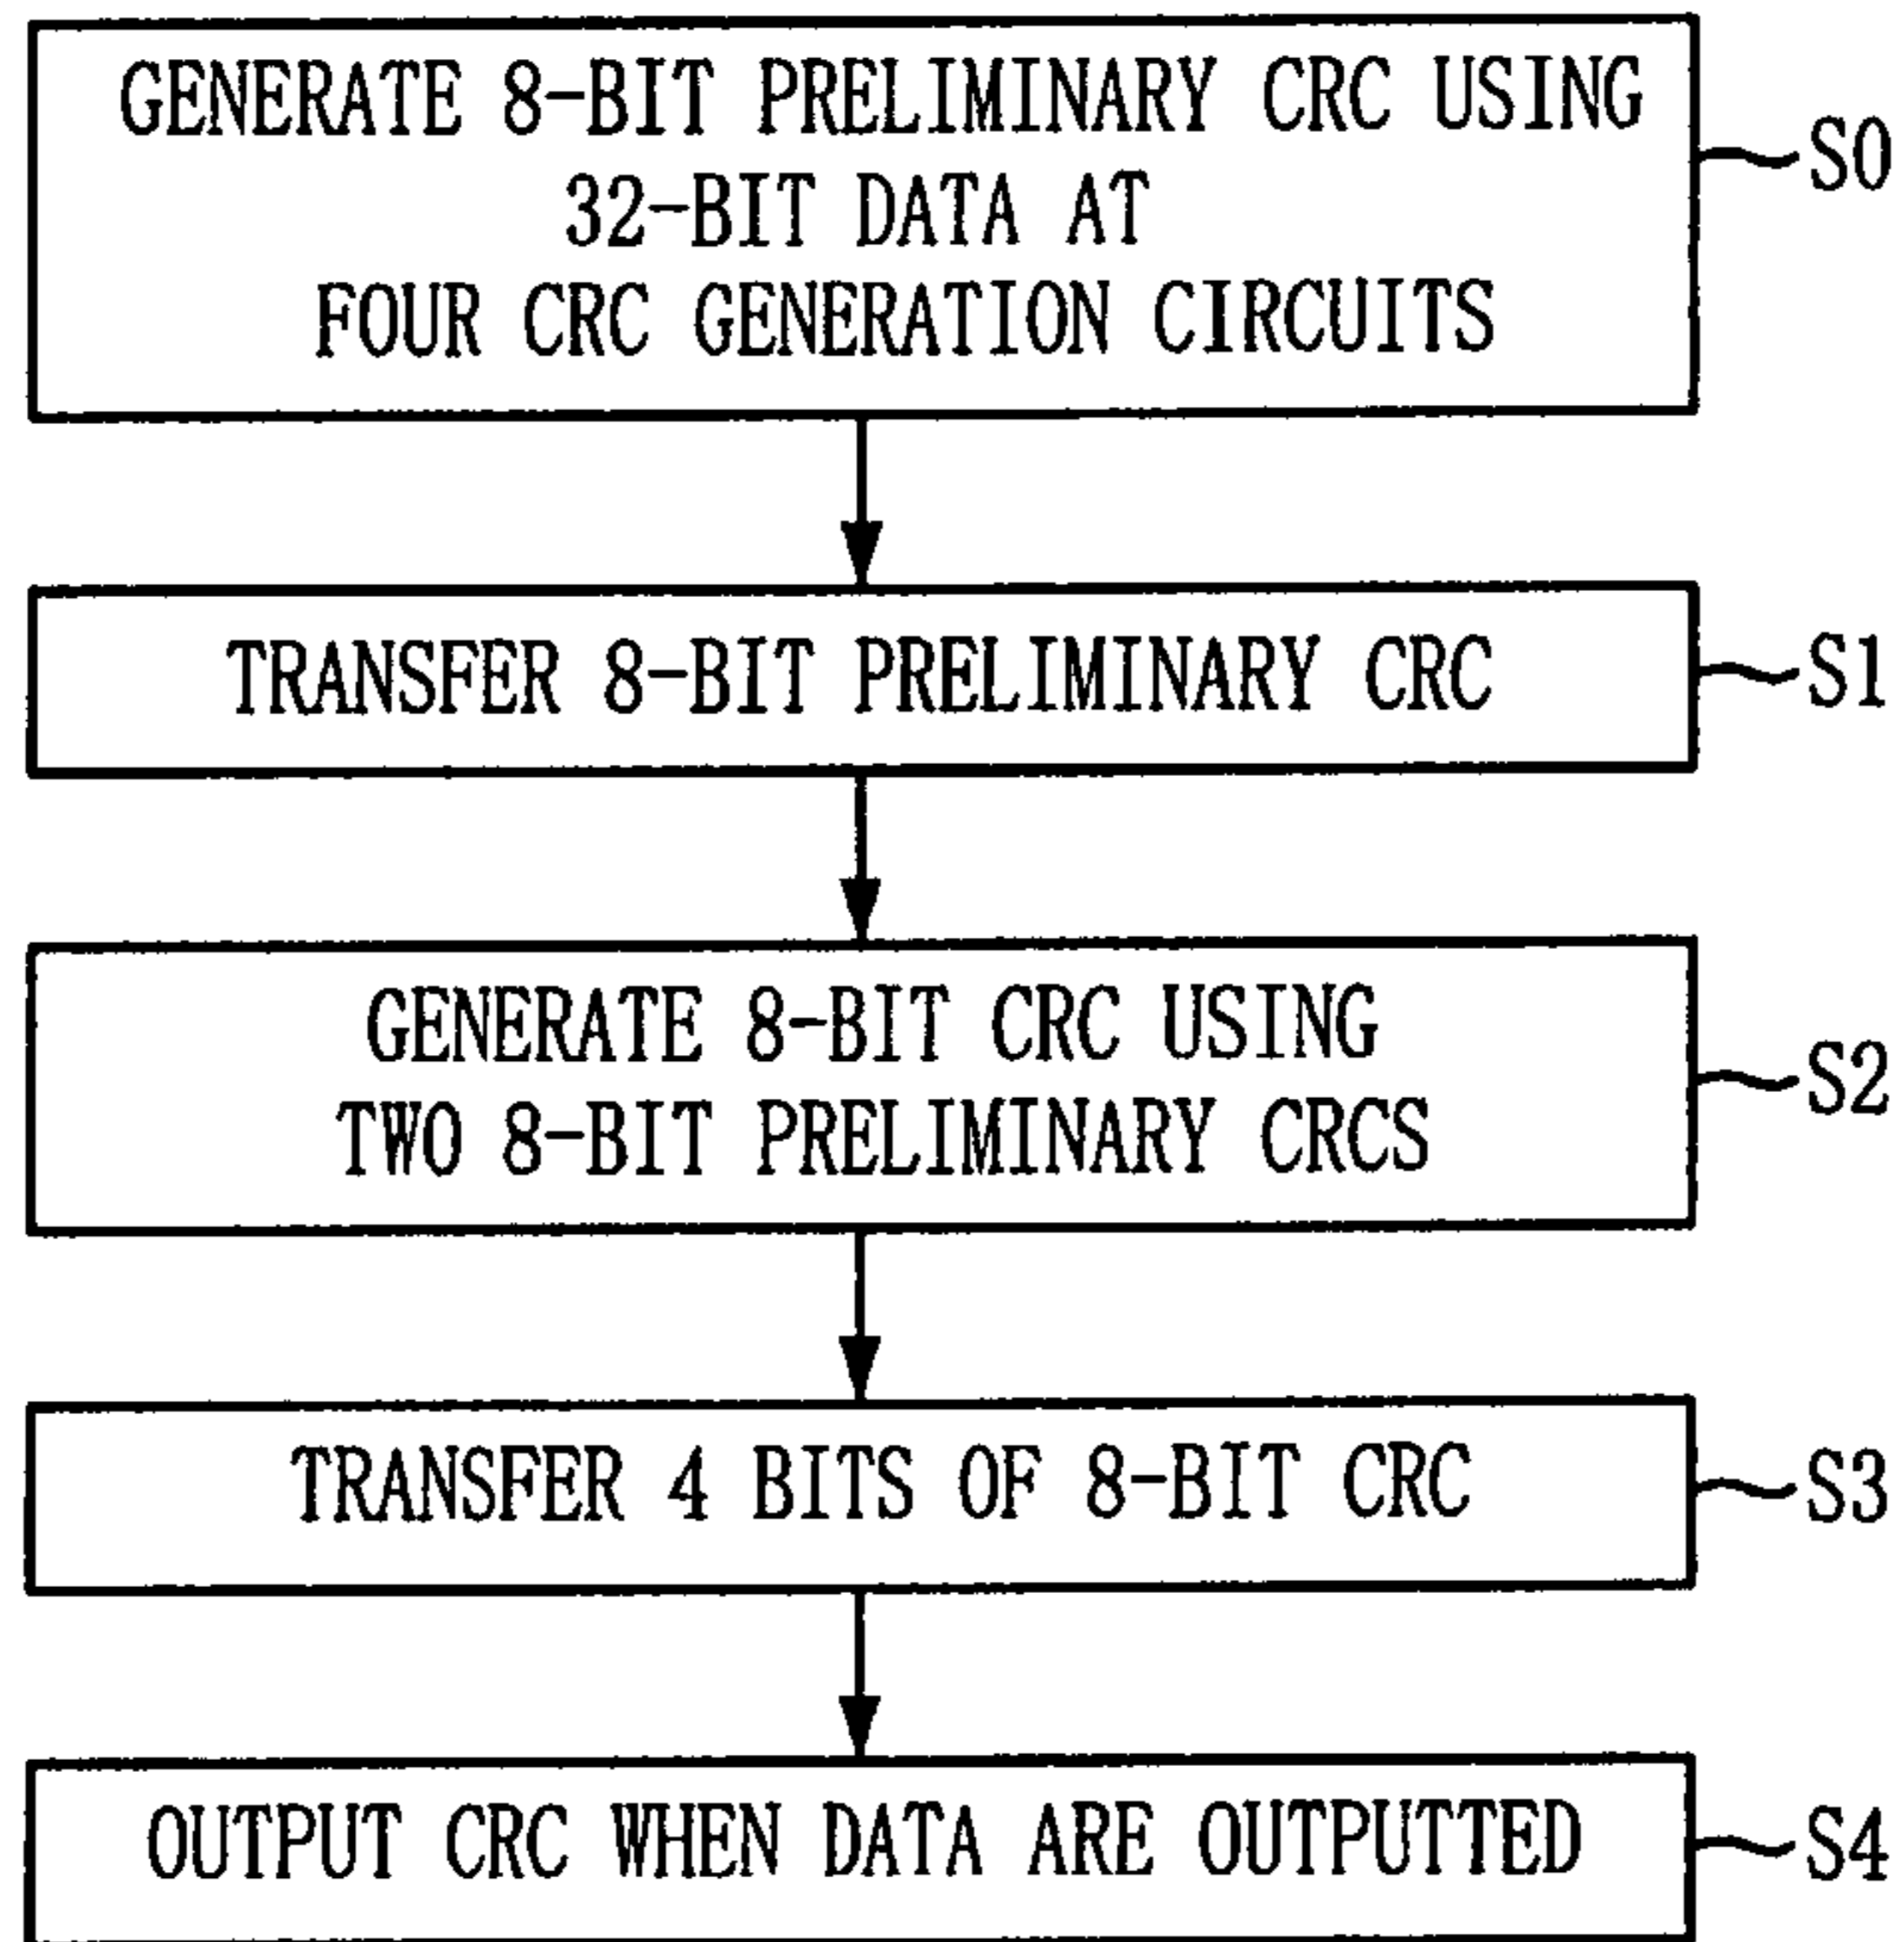 GENERATE 8-BIT PRELIMINARY CRC USING
32-BIT DATA AT
FOUR CRC GENERATION CIRCUITS
S0
TRANSFER 8-BIT PRELIMINARY CRC
S1
GENERATE 8-BIT CRC USING
TWO 8-BIT PRELIMINARY CRCS
S2
TRANSFER 4 BITS OF 8-BIT CRC
S3
OUTPUT CRC WHEN DATA ARE OUTPUTTED
S4